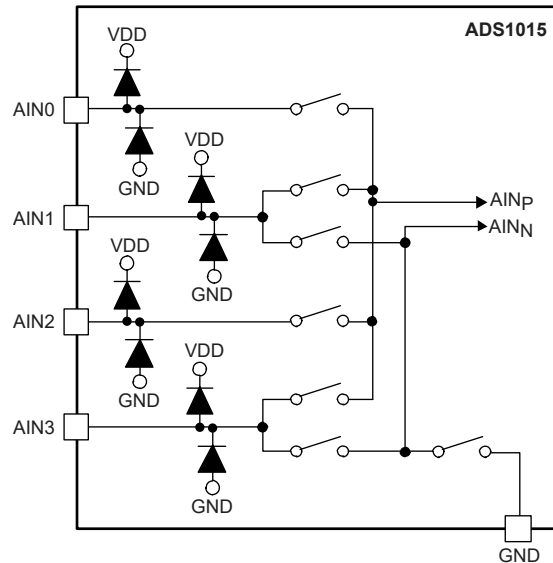 ADS1015
VDD
AIN0
GND
VDD
AIN1
GND
AINP
AINN
VDD
AIN2
GND
VDD
AIN3
GND
GND